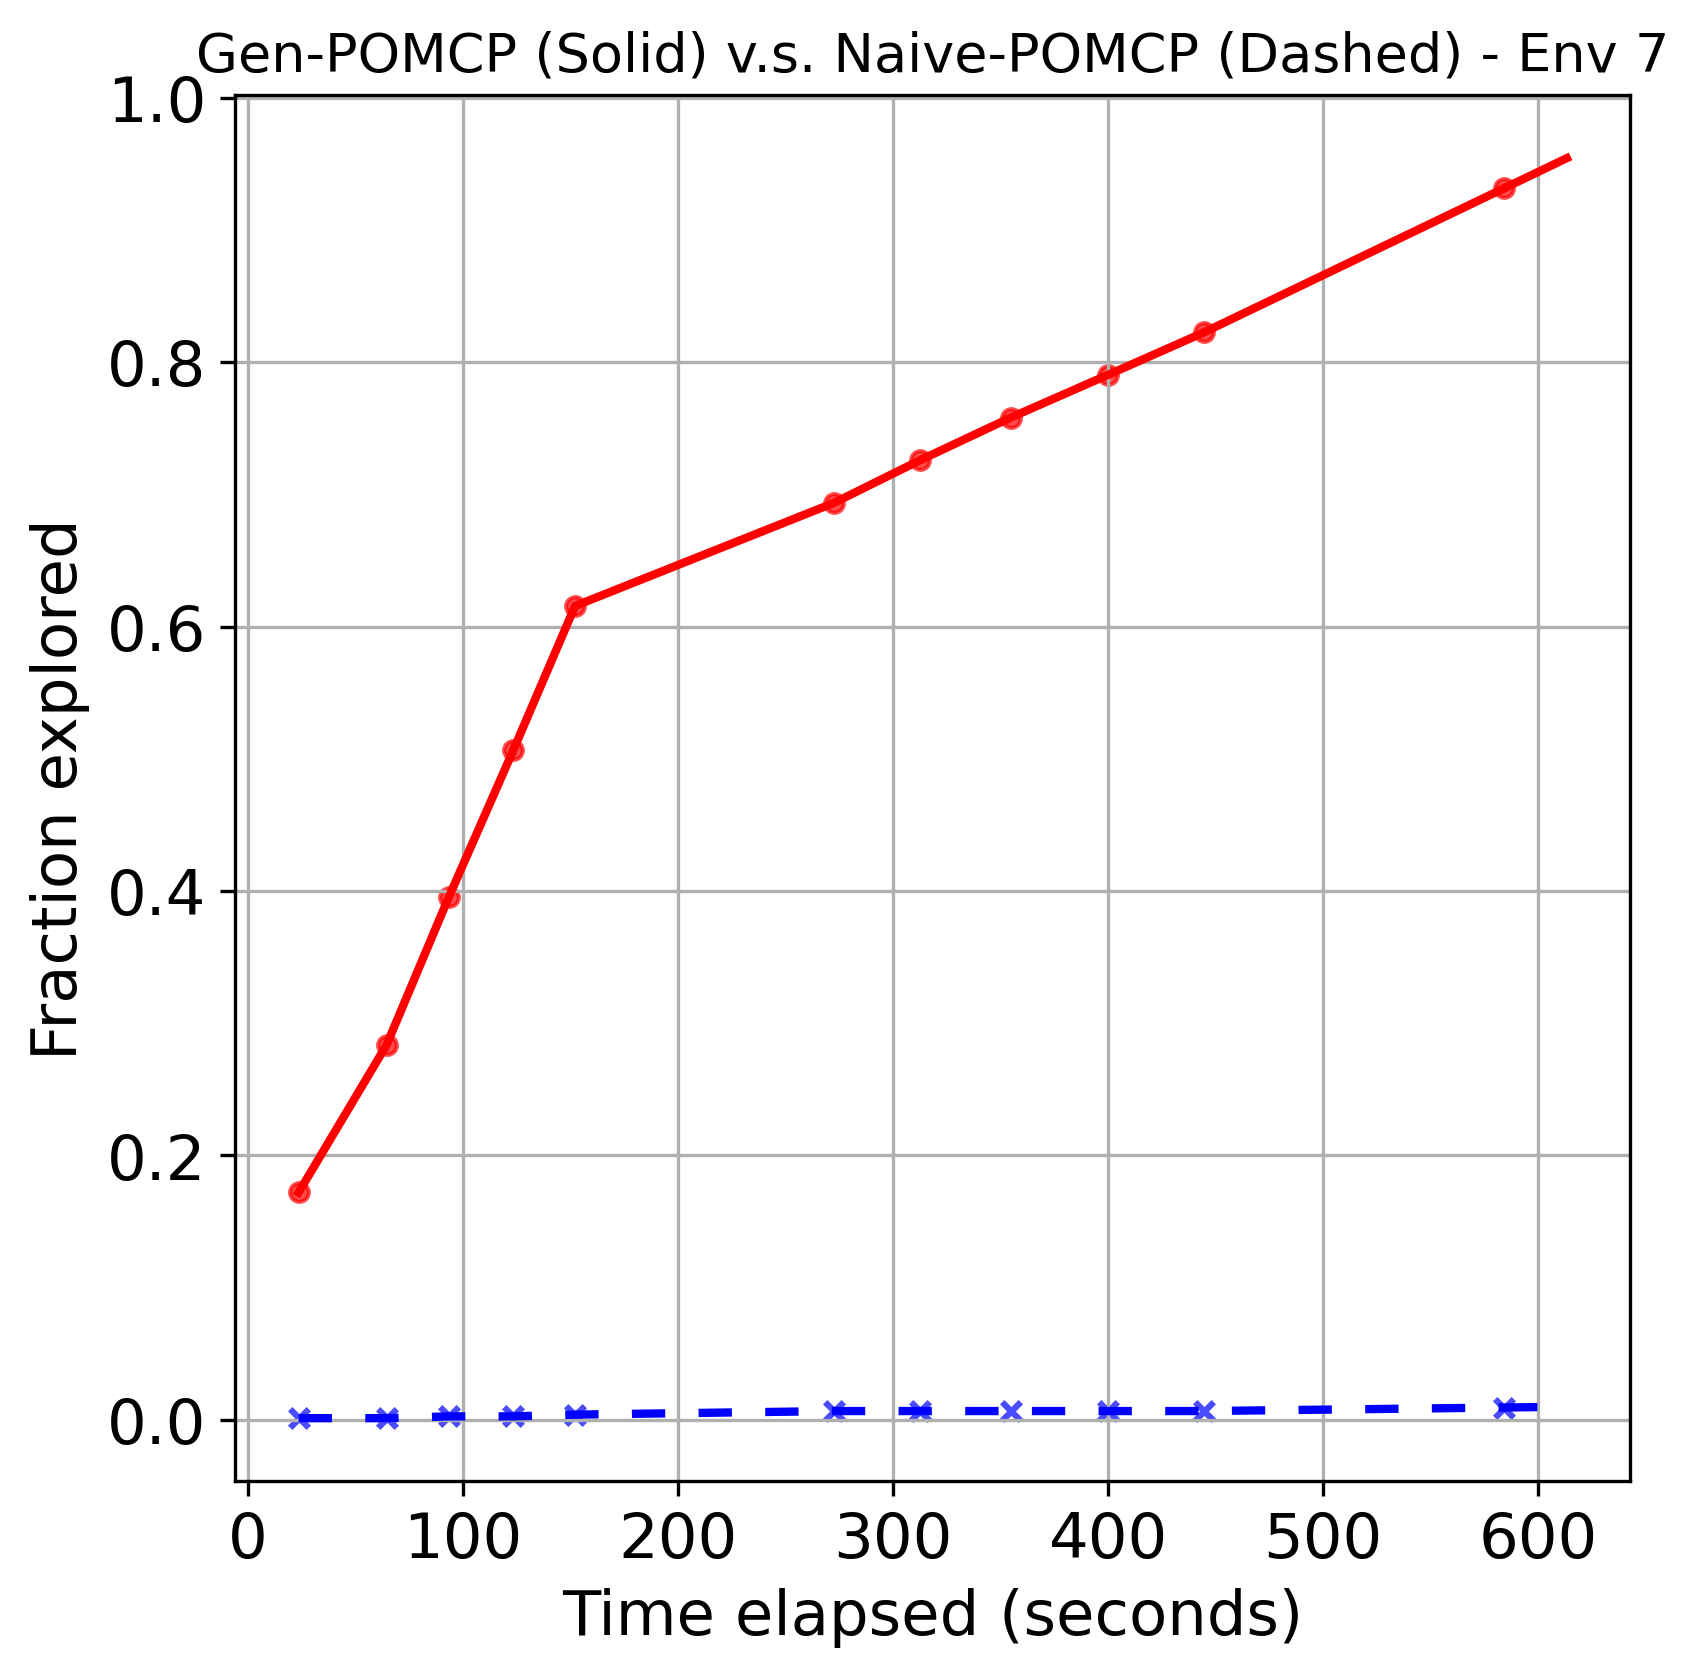 Gen-POMCP (Solid) v.s. Naive-POMCP (Dashed) - Env 7
1.0
0.8
0.6
0.4
0.2
0.0
Fraction explored
0 100 200 300 400 500 600
Time elapsed (seconds)